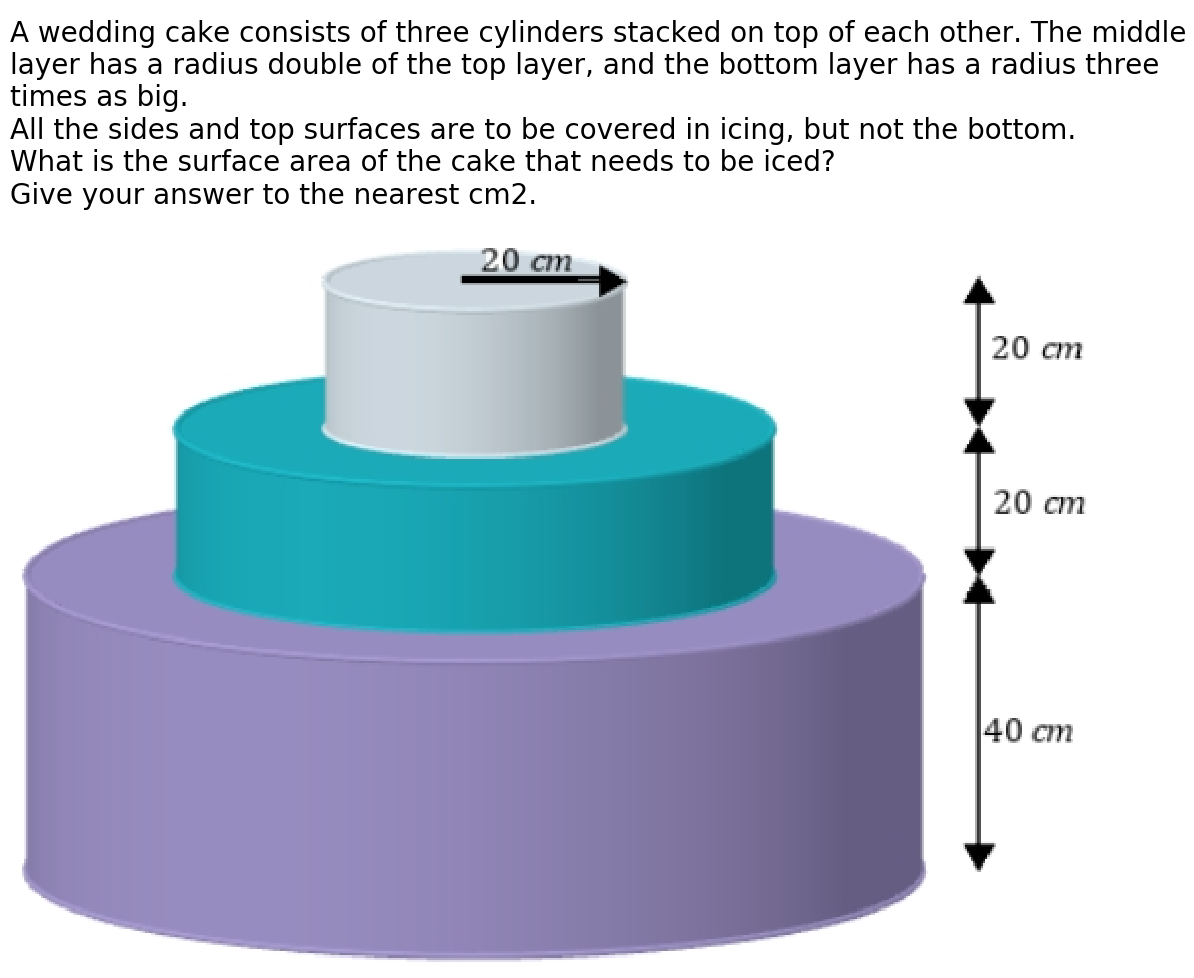 A wedding cake consists of three cylinders stacked on top of each other. The middle
layer has a radius double of the top layer, and the bottom layer has a radius three
times as big.
All the sides and top surfaces are to be covered in icing, but not the bottom.
What is the surface area of the cake that needs to be iced?
Give your answer to the nearest cm2.
20 cm
20 cm
20 cm
40 cm